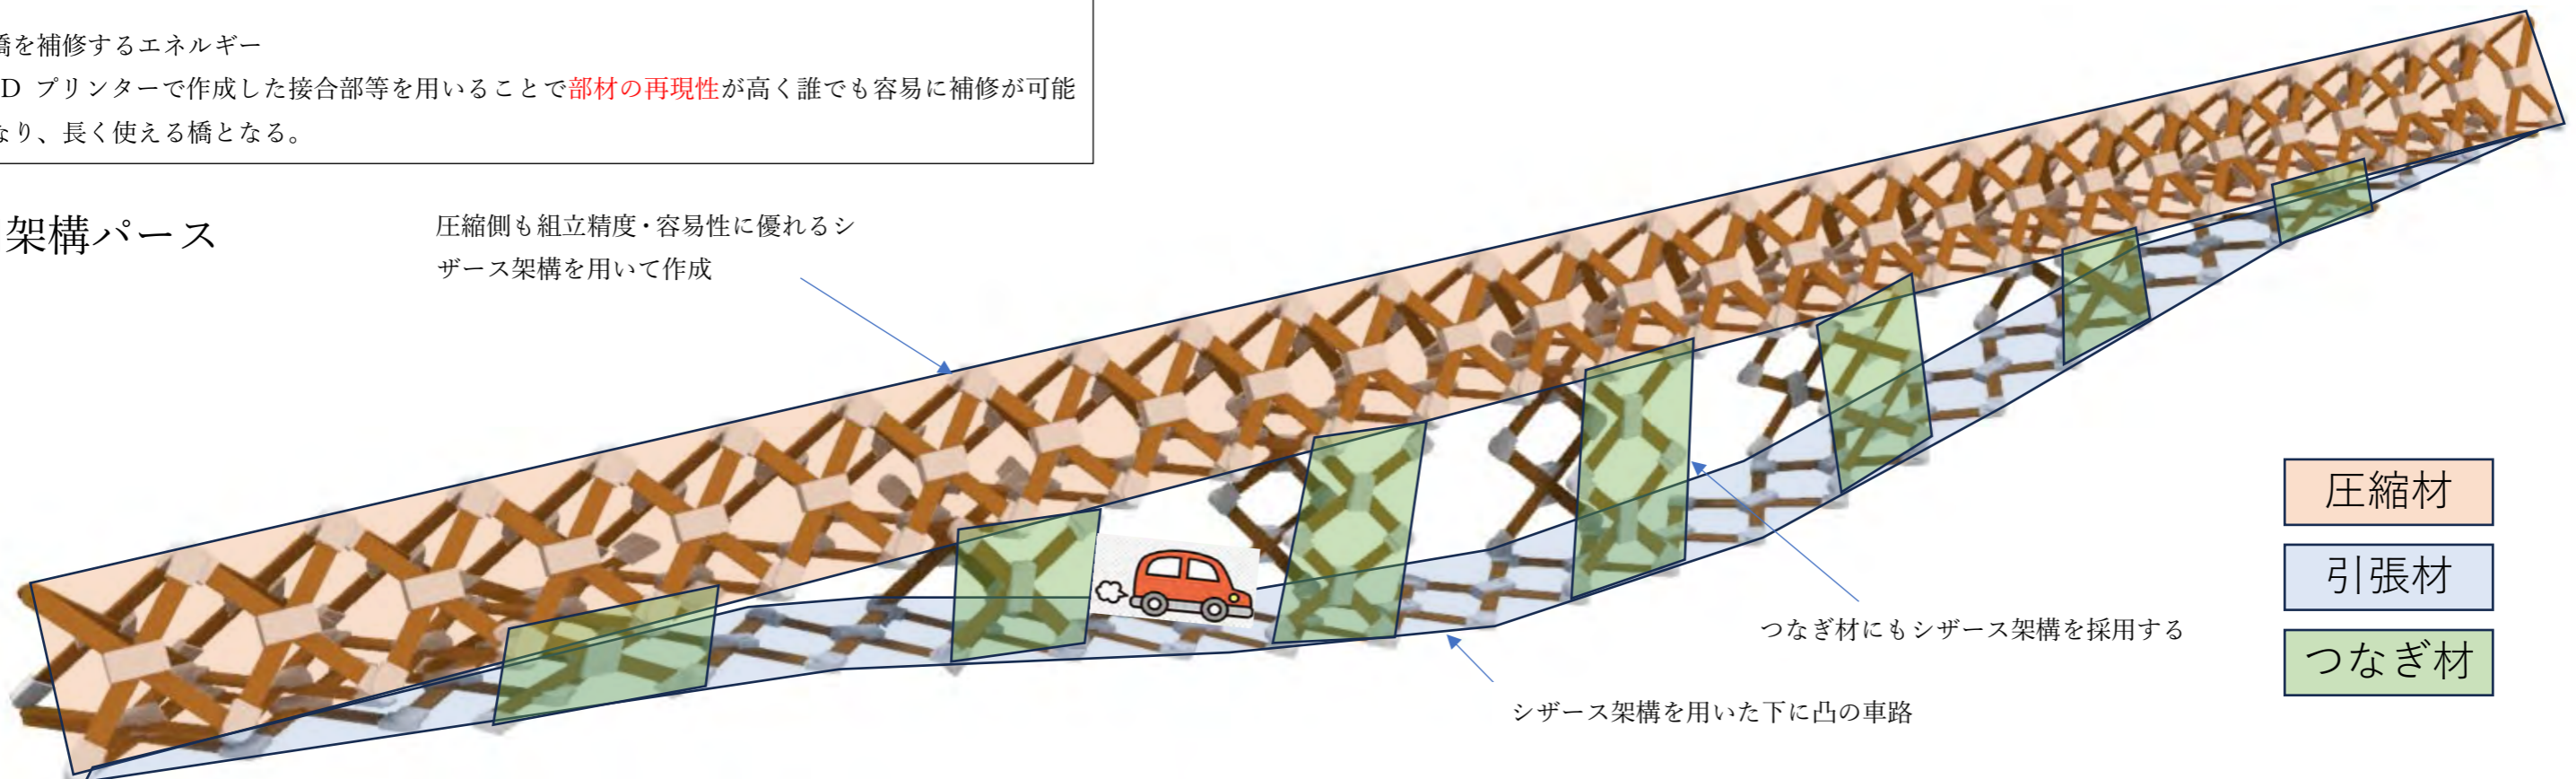 橋を補修するエネルギー
D プリンターで作成した接合部等を用いることで部材の再現性が高く誰でも容易に補修が可能
なり、長く使える橋となる。
架構パース
圧縮側も組立精度・容易性に優れるシ
ザース架構を用いて作成
圧縮材
引張材
つなぎ材
つなぎ材にもシザース架構を採用する
シザース架構を用いた下に凸の車路